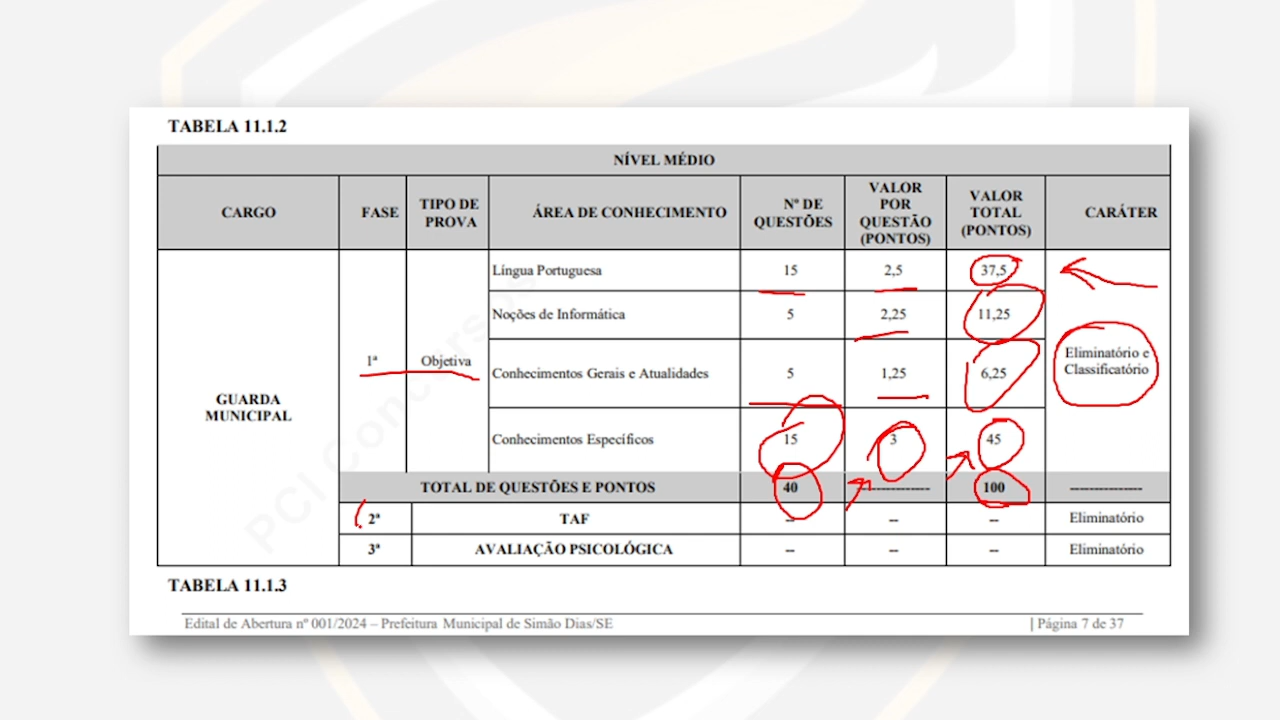 TABELA 11.1.2
NÍVEL MÉDIO
CARGO FASE TIPO DE PROVA ÁREA DE CONHECIMENTO Nº DE QUESTÕES VALOR POR QUESTÃO (PONTOS) VALOR TOTAL (PONTOS) CARÁTER
GUARDA MUNICIPAL
1ª Objetiva
Língua Portuguesa 15 2,5 37,5
Noções de Informática 5 2,25 11,25
Conhecimentos Gerais e Atualidades 5 1,25 6,25
Conhecimentos Específicos 15 3 45
Eliminatório e
Classificatório
TOTAL DE QUESTÕES E PONTOS 40 -------------- 100 ---------------
2ª TAF -- -- -- Eliminatório
3ª AVALIAÇÃO PSICOLÓGICA -- -- -- Eliminatório
TABELA 11.1.3
Edital de Abertura nº 001/2024 – Prefeitura Municipal de Simão Dias/SE | Página 7 de 37
PCI Concursos